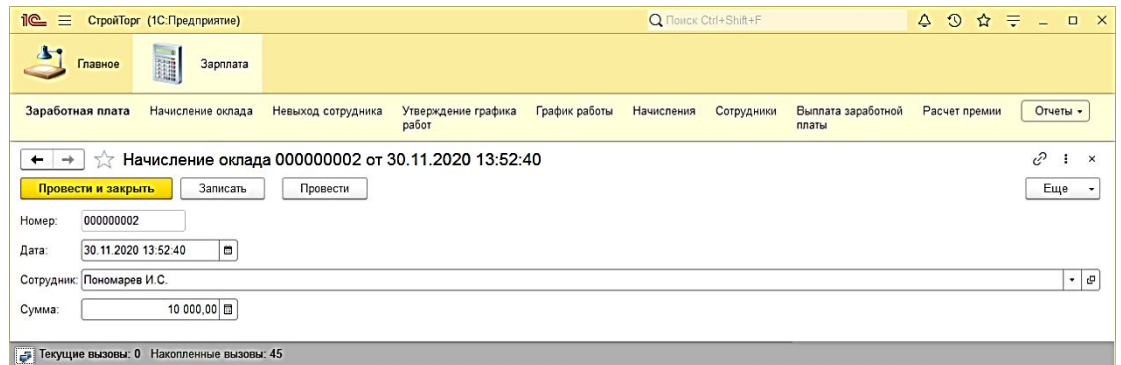 1С СтройТорг (1С:Предприятие) Поиск Ctrl+Shift+F
Главное Зарплата
Заработная плата Начисление оклада Невыход сотрудника Утверждение графика работ График работы Начисления Сотрудники Выплата заработной платы Расчет премии Отчеты
Начисление оклада 000000002 от 30.11.2020 13:52:40
Провести и закрыть Записать Провести Еще
Номер: 000000002
Дата: 30.11.2020 13:52:40
Сотрудник: Пономарев И.С.
Сумма: 10 000,00
Текущие вызовы: 0 Накопленные вызовы: 45